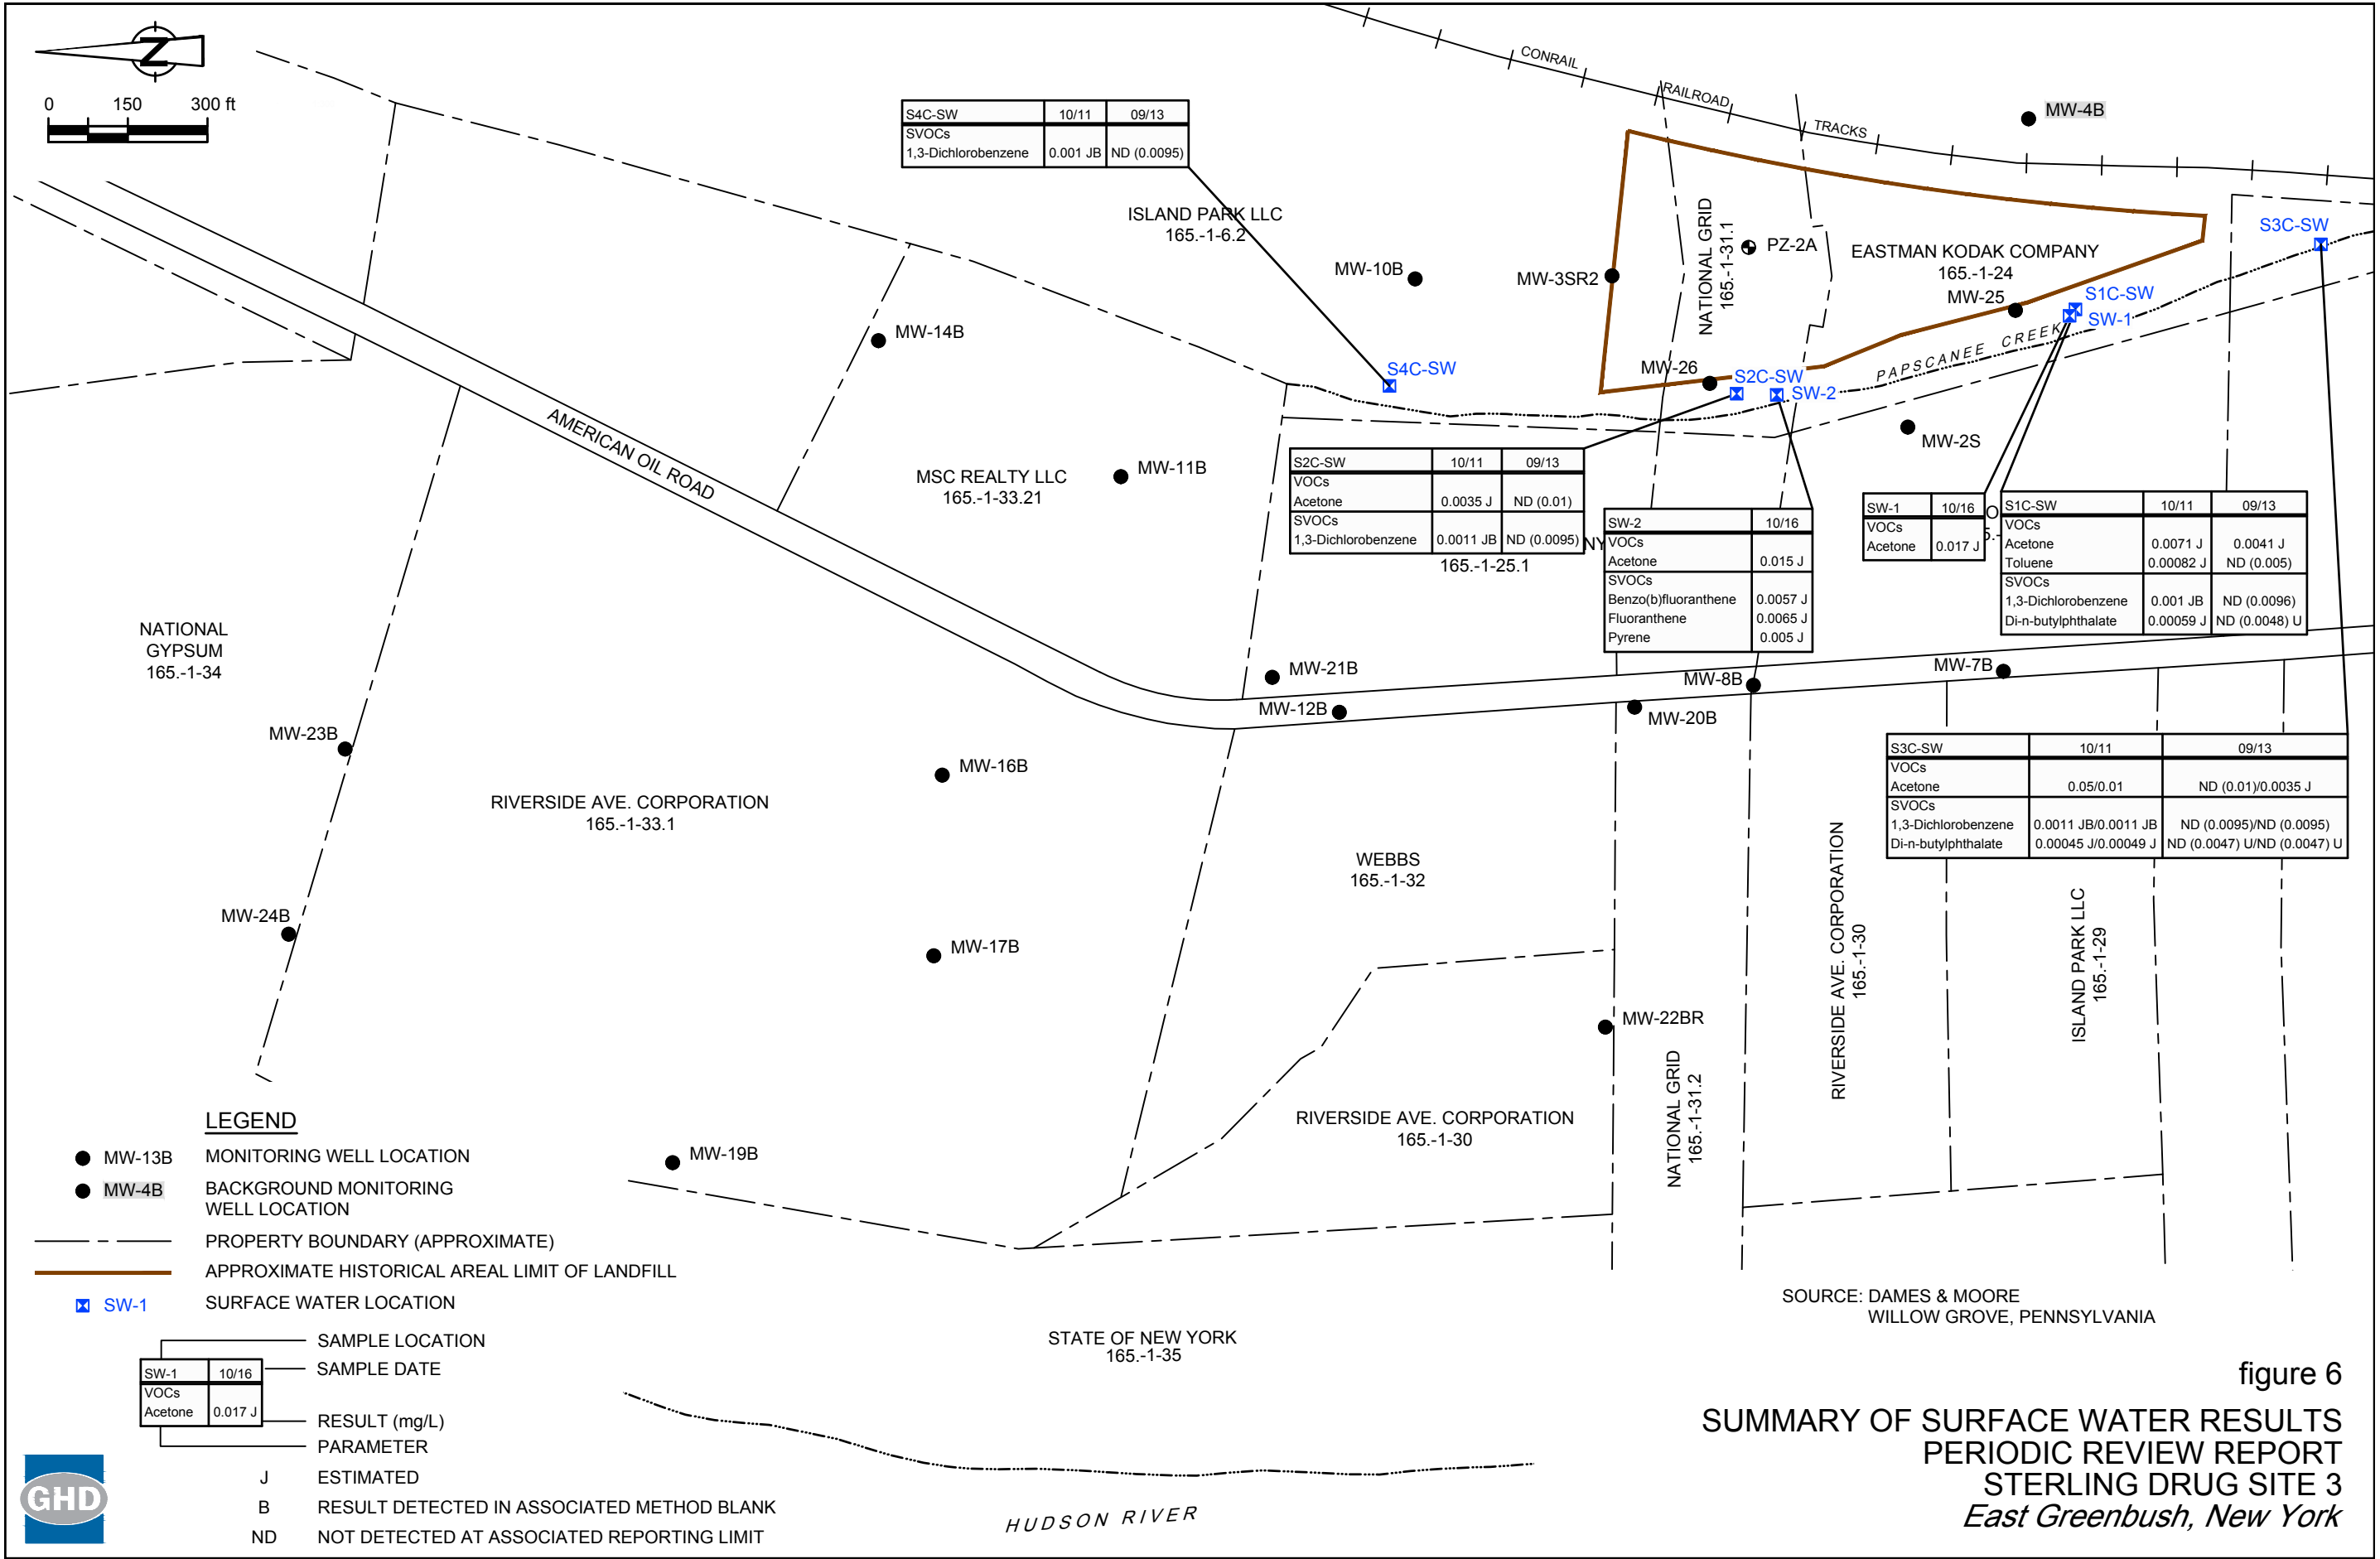 Z
0 150 300 ft
CONRAIL RAILROAD TRACKS
MW-4B
S4C-SW 10/11 09/13
SVOCs
1,3-Dichlorobenzene 0.001 JB ND (0.0095)
ISLAND PARK LLC
165.-1-6.2
NATIONAL GRID
165.-1-31.1
PZ-2A
EASTMAN KODAK COMPANY
165.-1-24
S3C-SW
MW-10B
MW-3SR2
MW-25
S1C-SW
SW-1
MW-14B
S4C-SW
MW-26
S2C-SW
SW-2
PAPSCANEE CREEK
MW-2S
AMERICAN OIL ROAD
MSC REALTY LLC
165.-1-33.21
MW-11B
S2C-SW 10/11 09/13
VOCs
Acetone 0.0035 J ND (0.01)
SVOCs
1,3-Dichlorobenzene 0.0011 JB ND (0.0095)
NY
165.-1-25.1
SW-2 10/16
VOCs
Acetone 0.015 J
SVOCs
Benzo(b)fluoranthene 0.0057 J
Fluoranthene 0.0065 J
Pyrene 0.005 J
SW-1 10/16
VOCs
Acetone 0.017 J
S1C-SW 10/11 09/13
VOCs
Acetone 0.0071 J 0.0041 J
Toluene 0.00082 J ND (0.005)
SVOCs
1,3-Dichlorobenzene 0.001 JB ND (0.0096)
Di-n-butylphthalate 0.00059 J ND (0.0048) U
NATIONAL
GYPSUM
165.-1-34
MW-21B
MW-12B
MW-8B
MW-20B
MW-7B
MW-23B
MW-16B
RIVERSIDE AVE. CORPORATION
165.-1-33.1
S3C-SW 10/11 09/13
VOCs
Acetone 0.05/0.01 ND (0.01)/0.0035 J
SVOCs
1,3-Dichlorobenzene 0.0011 JB/0.0011 JB ND (0.0095)/ND (0.0095)
Di-n-butylphthalate 0.00045 J/0.00049 J ND (0.0047) U/ND (0.0047) U
WEBBS
165.-1-32
RIVERSIDE AVE. CORPORATION
165.-1-30
ISLAND PARK LLC
165.-1-29
MW-24B
MW-17B
MW-22BR
NATIONAL GRID
165.-1-31.2
RIVERSIDE AVE. CORPORATION
165.-1-30
MW-19B
LEGEND
MW-13B MONITORING WELL LOCATION
MW-4B BACKGROUND MONITORING
WELL LOCATION
PROPERTY BOUNDARY (APPROXIMATE)
APPROXIMATE HISTORICAL AREAL LIMIT OF LANDFILL
SW-1 SURFACE WATER LOCATION
SAMPLE LOCATION
SAMPLE DATE
SW-1 10/16
VOCs
Acetone 0.017 J
RESULT (mg/L)
PARAMETER
J ESTIMATED
B RESULT DETECTED IN ASSOCIATED METHOD BLANK
ND NOT DETECTED AT ASSOCIATED REPORTING LIMIT
GHD
STATE OF NEW YORK
165.-1-35
HUDSON RIVER
SOURCE: DAMES & MOORE
WILLOW GROVE, PENNSYLVANIA
figure 6
SUMMARY OF SURFACE WATER RESULTS
PERIODIC REVIEW REPORT
STERLING DRUG SITE 3
East Greenbush, New York